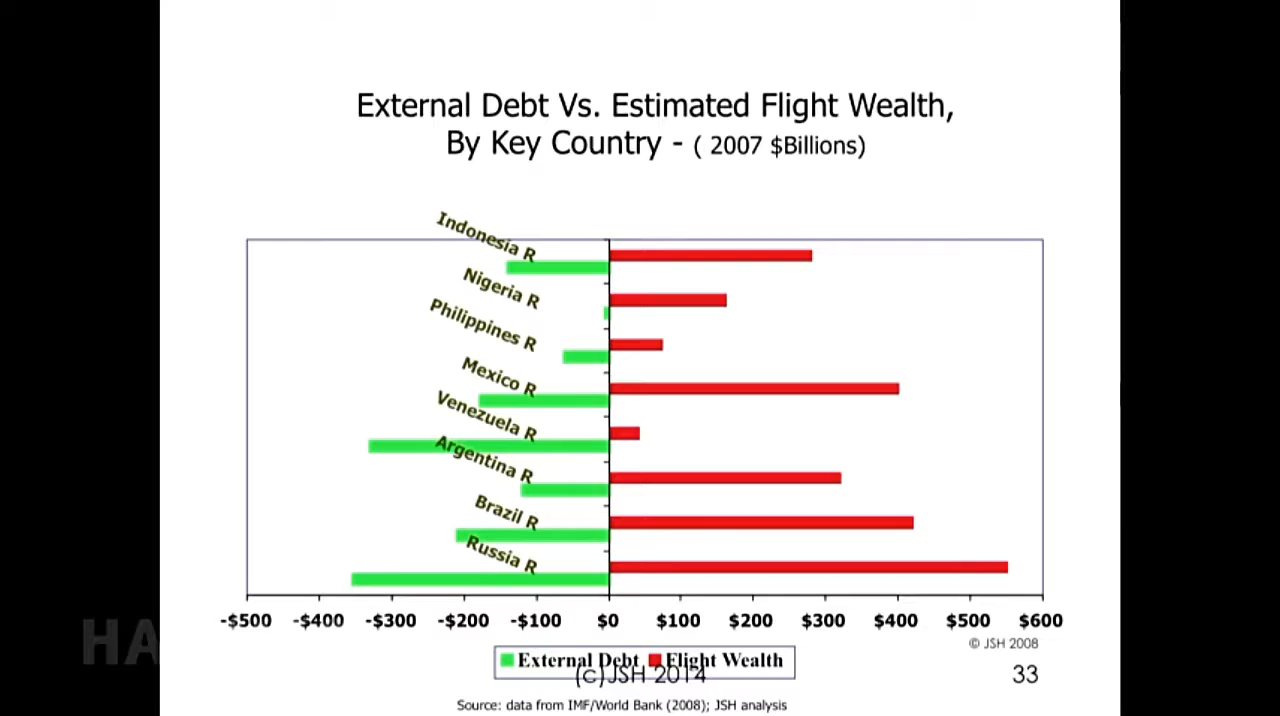 External Debt Vs. Estimated Flight Wealth,
By Key Country - ( 2007 $Billions)
Indonesia R
Nigeria R
Philippines R
Mexico R
Venezuela R
Argentina R
Brazil R
Russia R
-$500 -$400 -$300 -$200 -$100 $0 $100 $200 $300 $400 $500 $600
© JSH 2008
HA
External Debt Flight Wealth
(c)JSH 2014
33
Source: data from IMF/World Bank (2008); JSH analysis